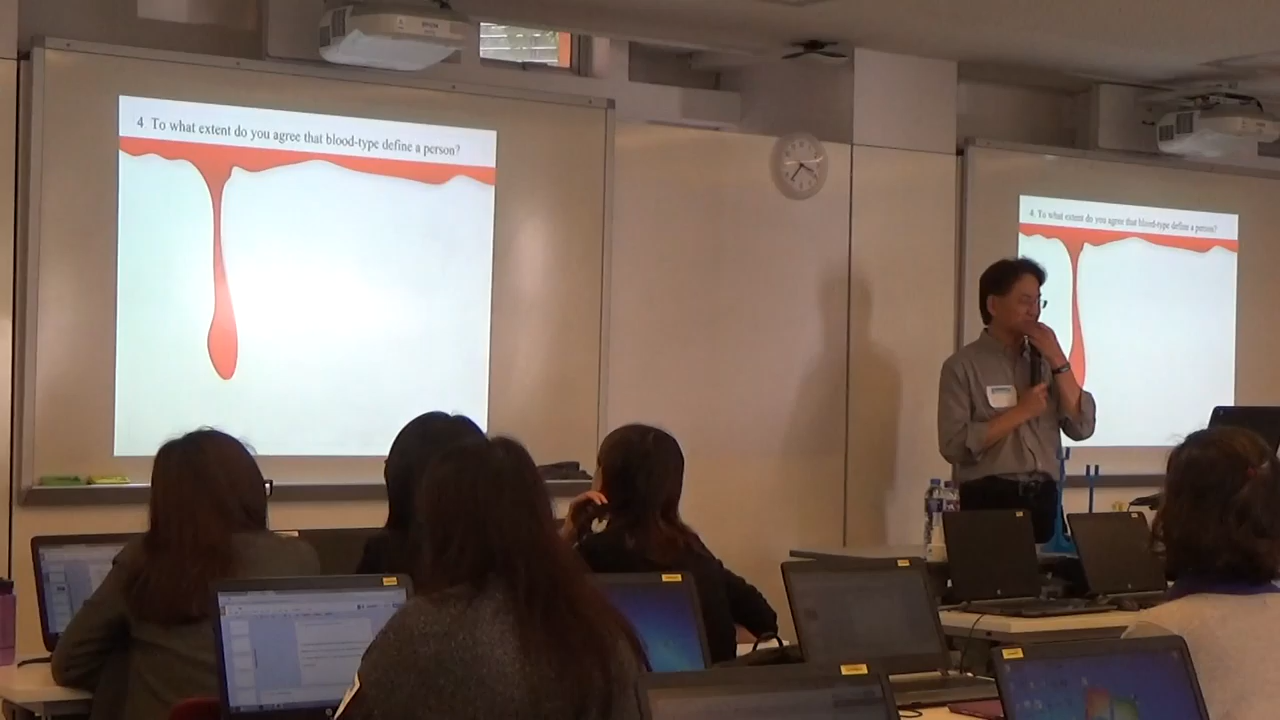 4. To what extent do you agree that blood-type define a person?
4. To what extent do you agree that blood-type define a person?